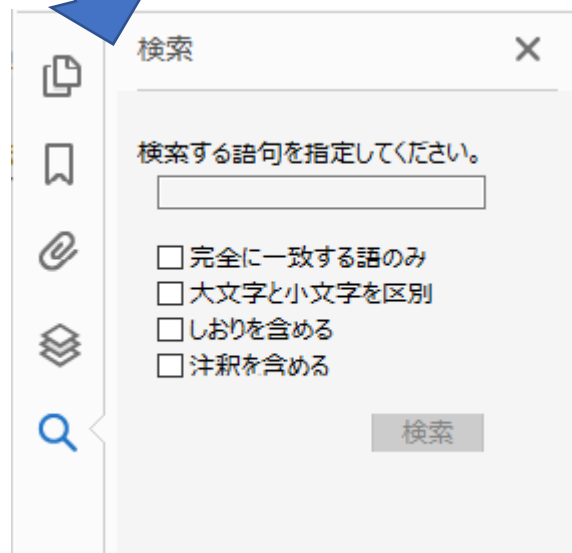 検索
検索する語句を指定してください。
完全に一致する語のみ
大文字と小文字を区別
しおりを含める
注釈を含める
検索